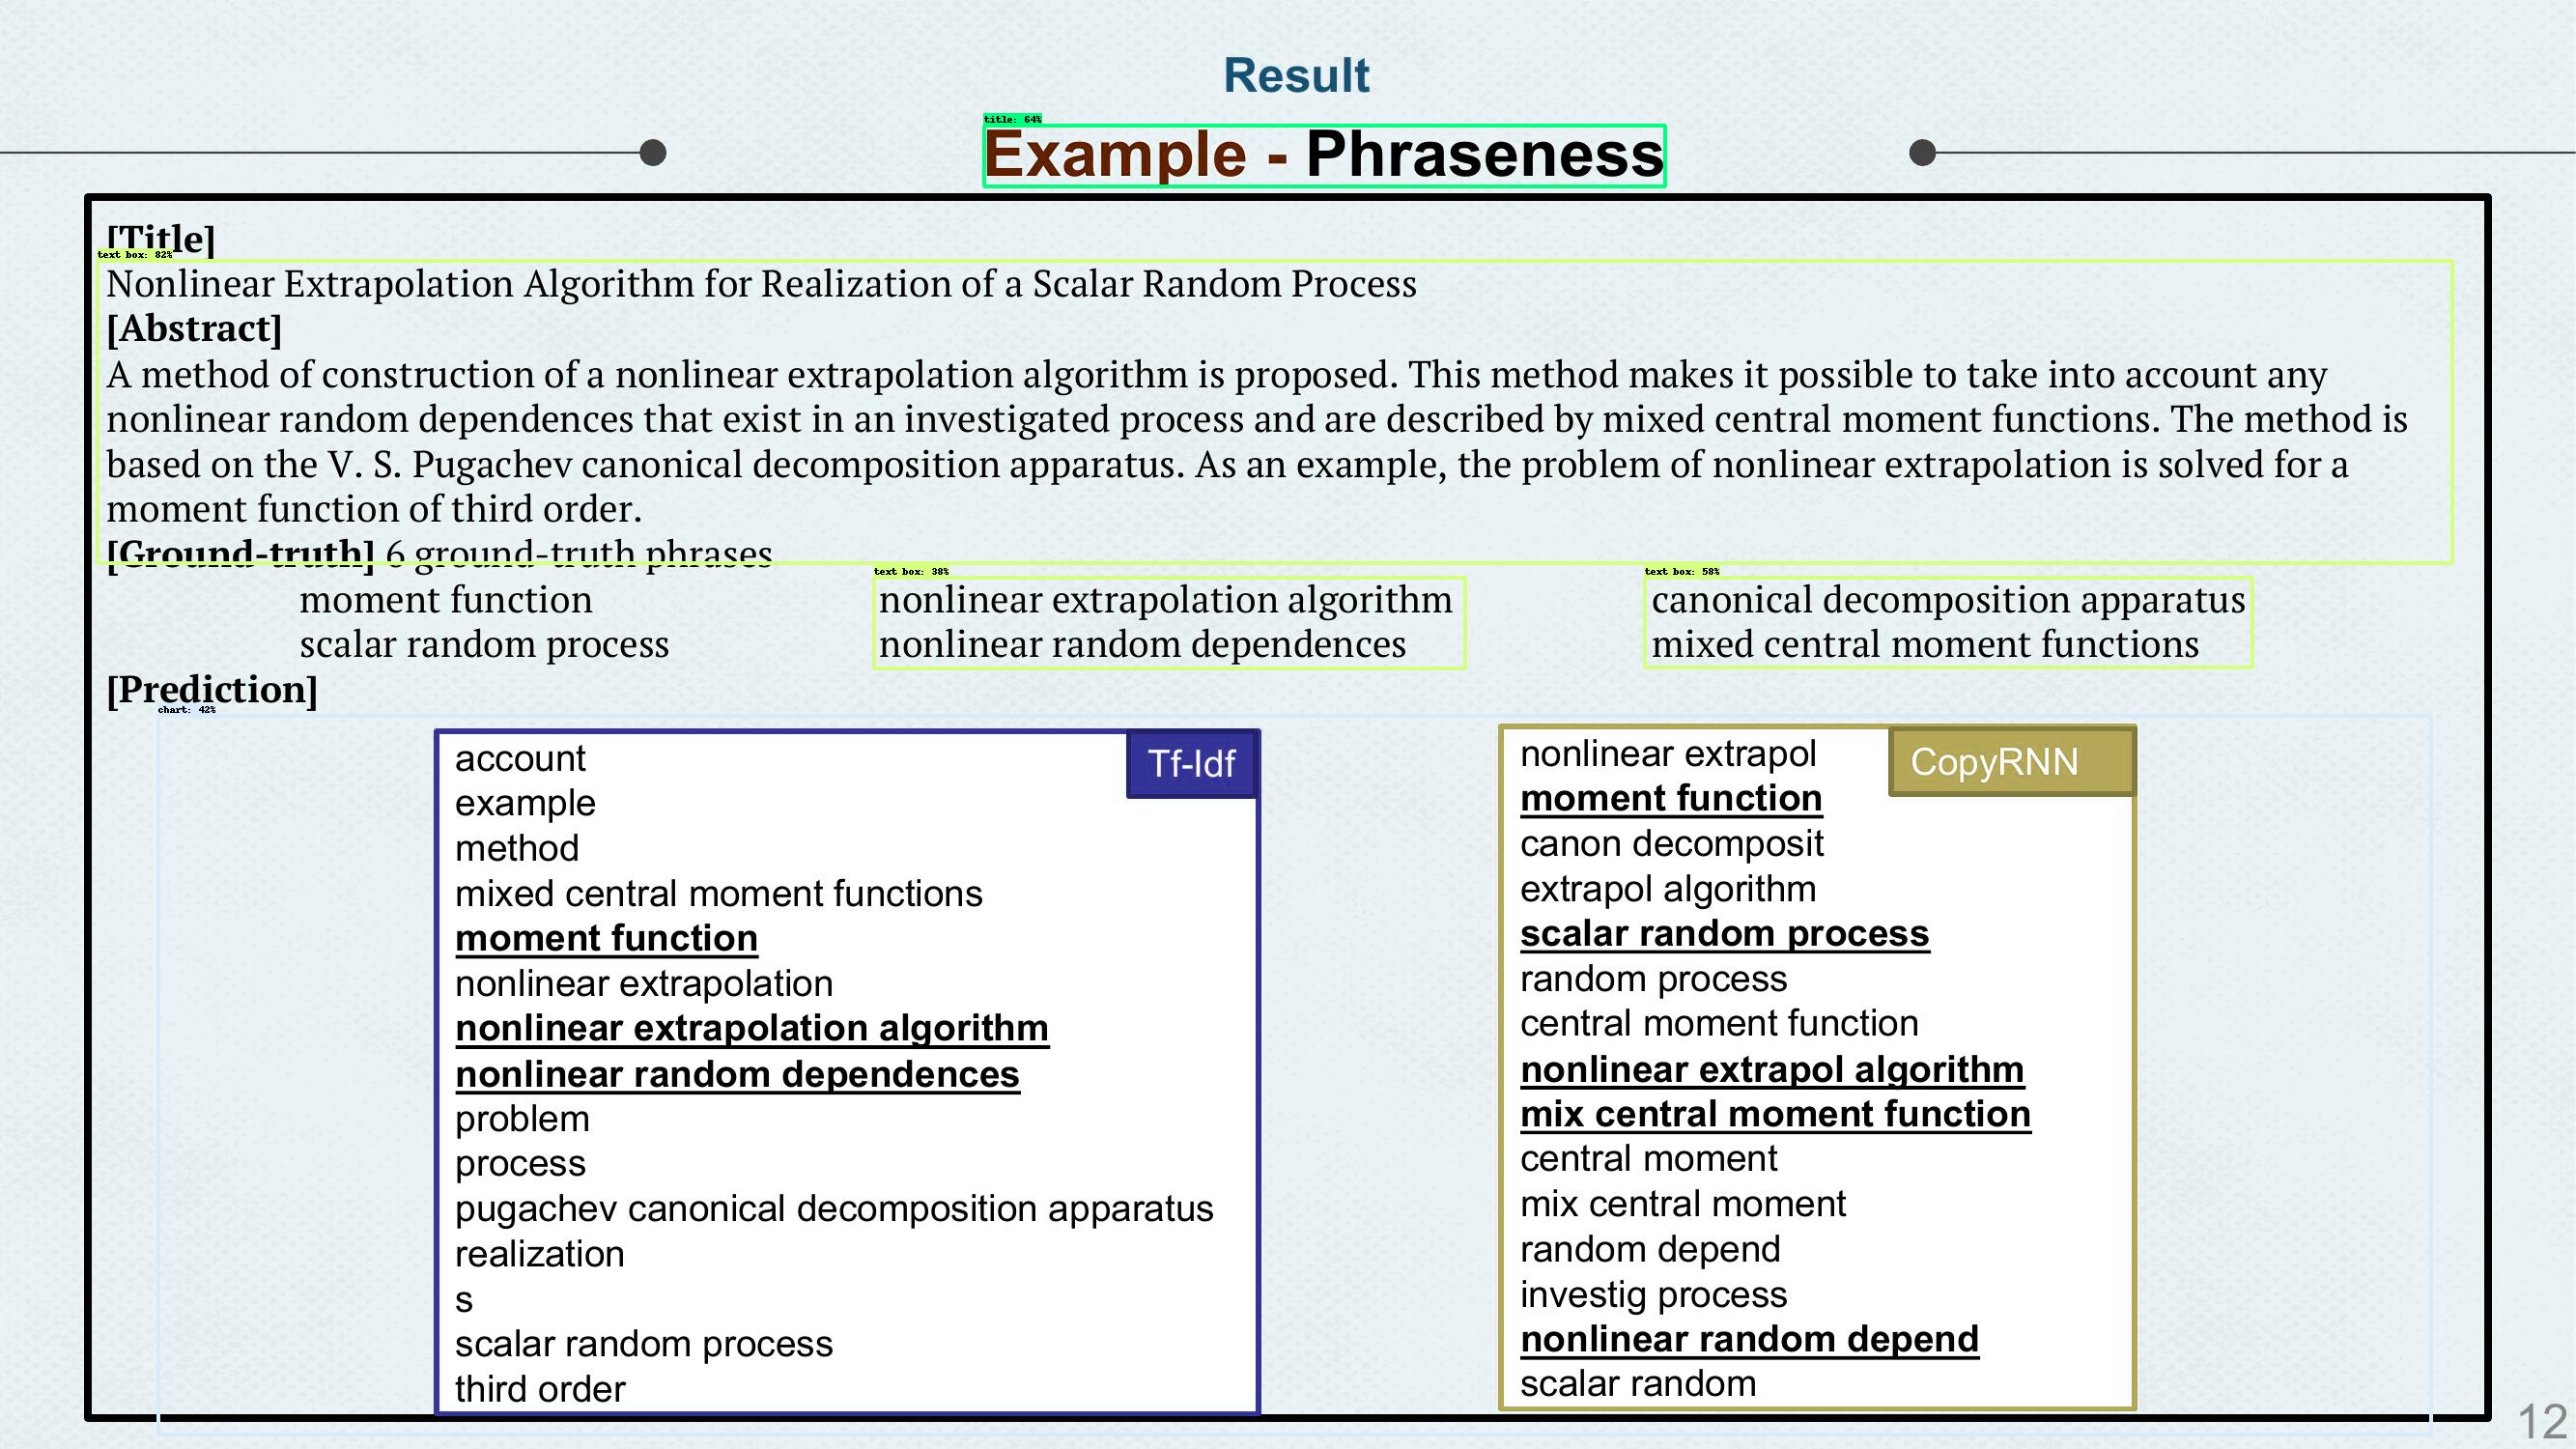 Result
title: 64%
Example - Phraseness
[Title]
text box: 82%
Nonlinear Extrapolation Algorithm for Realization of a Scalar Random Process
[Abstract]
A method of construction of a nonlinear extrapolation algorithm is proposed. This method makes it possible to take into account any
nonlinear random dependences that exist in an investigated process and are described by mixed central moment functions. The method is
based on the V. S. Pugachev canonical decomposition apparatus. As an example, the problem of nonlinear extrapolation is solved for a
moment function of third order.
[Ground-truth] 6 ground-truth phrases
text box: 38%
text box: 58%
moment function nonlinear extrapolation algorithm canonical decomposition apparatus
scalar random process nonlinear random dependences mixed central moment functions
[Prediction]
chart: 42%
Tf-Idf
account
example
method
mixed central moment functions
moment function
nonlinear extrapolation
nonlinear extrapolation algorithm
nonlinear random dependences
problem
process
pugachev canonical decomposition apparatus
realization
s
scalar random process
third order
CopyRNN
nonlinear extrapol
moment function
canon decomposit
extrapol algorithm
scalar random process
random process
central moment function
nonlinear extrapol algorithm
mix central moment function
central moment
mix central moment
random depend
investig process
nonlinear random depend
scalar random
12